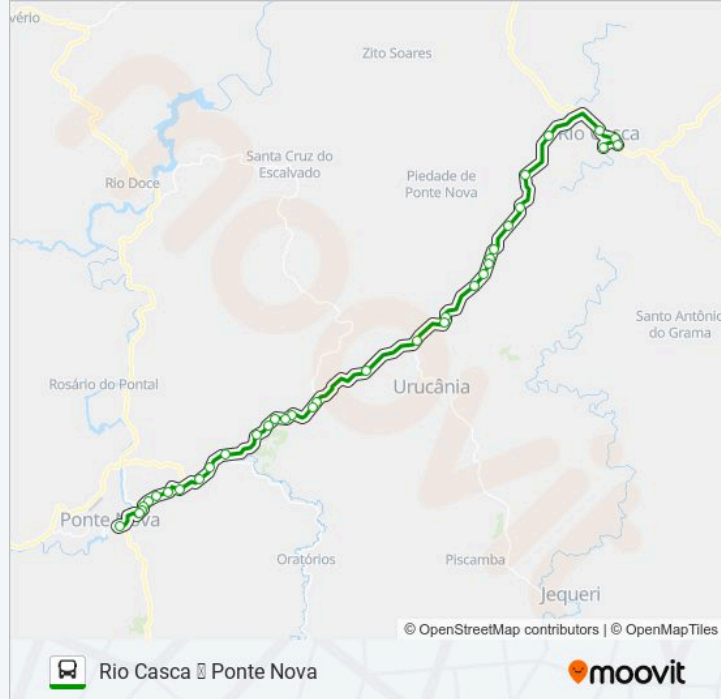 vério
Zito Soares
Rio Casca
Santa Cruz do
Escalvado
Piedade de
Ponte Nova
Rio Doce
Santo Antônio
do Grama
Rosário do Pontal
Urucânia
Ponte Nova
Oratórios
Piscamba
Jequeri
moovit
© OpenStreetMap contributors | © OpenMapTiles
Rio Casca Ponte Nova
moovit